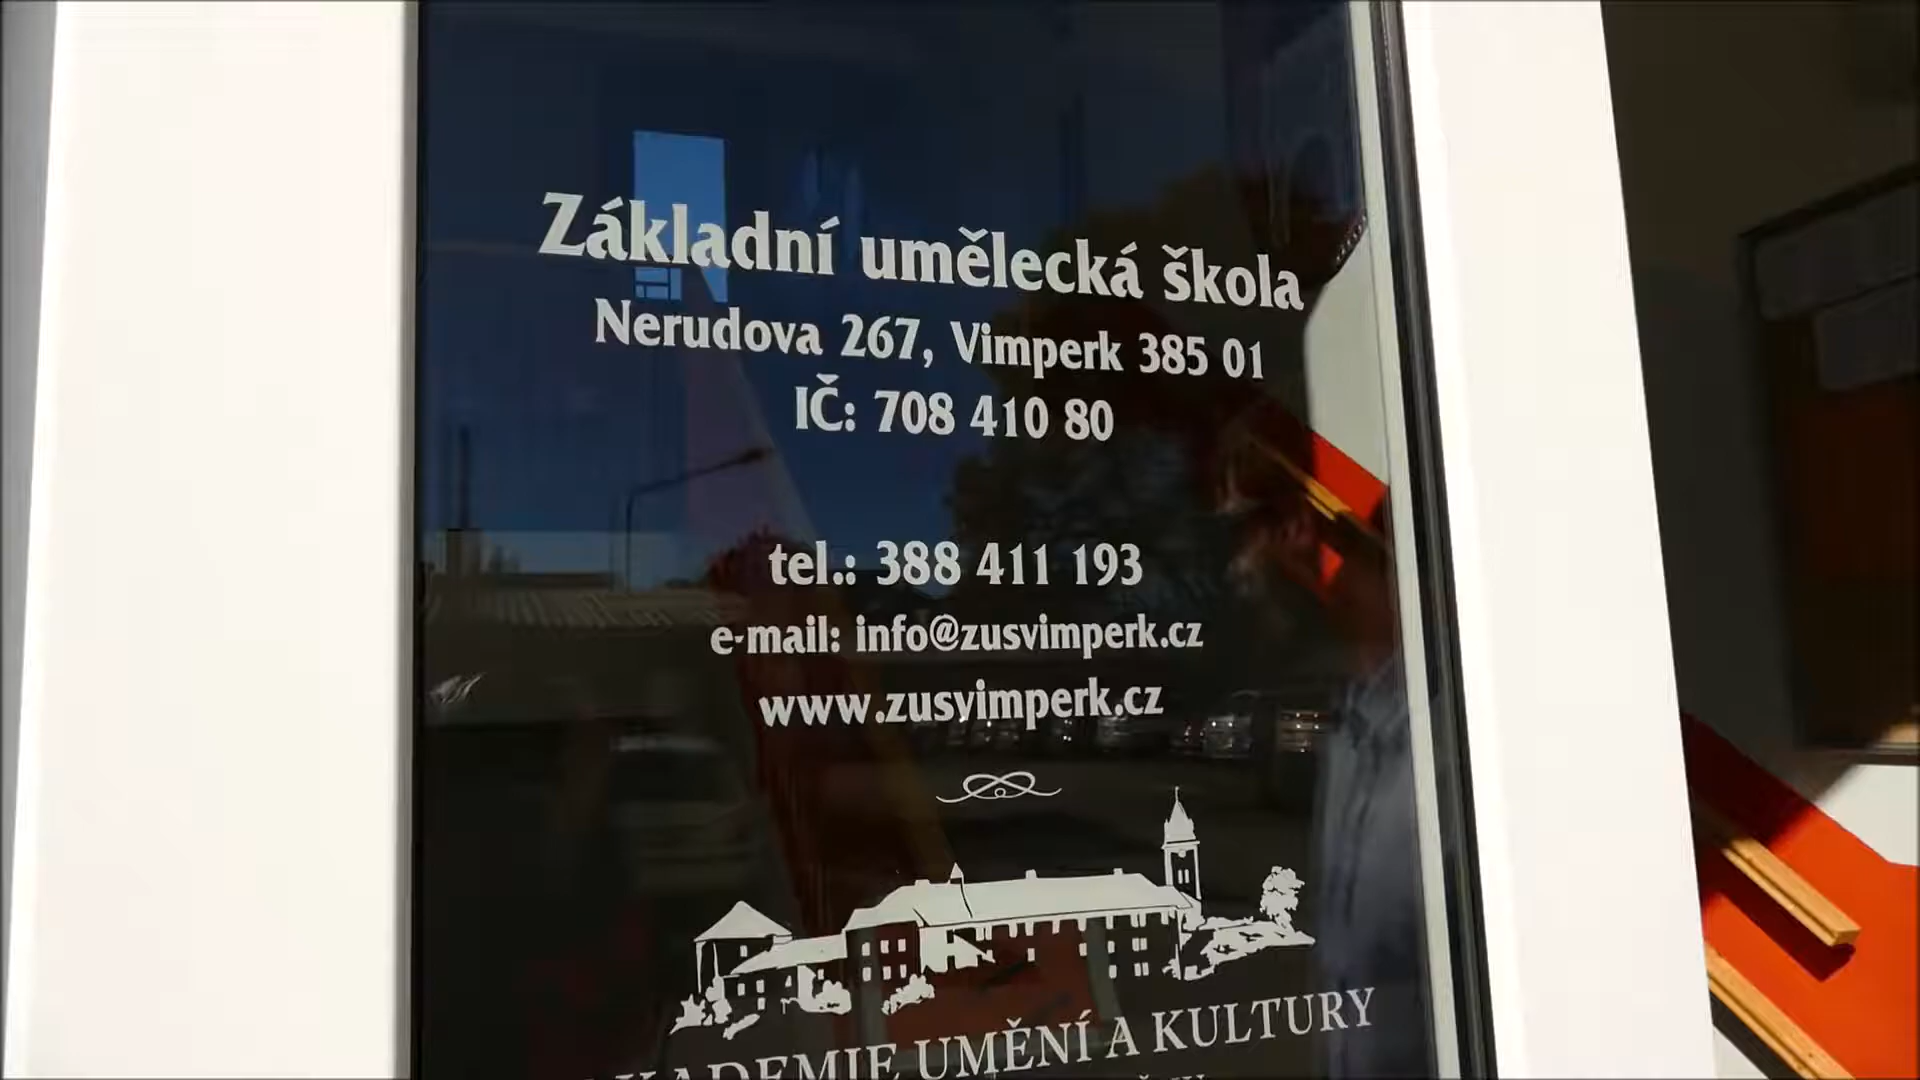 Základní umělecká škola
Nerudova 267, Vimperk 385 01
IČ: 708 410 80
tel.: 388 411 193
e-mail: info@zusvimperk.cz
www.zusvimperk.cz
UMĚNÍ A KULTURY